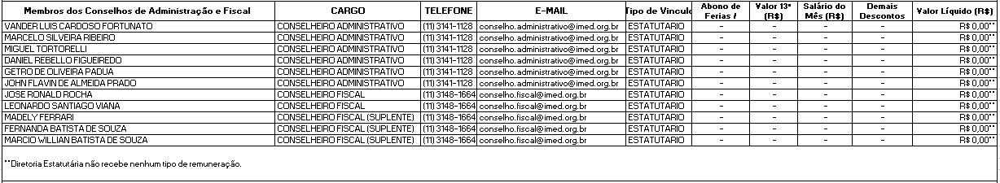 Membros dos Conselhos de Administração e Fiscal CARGO TELEFONE E-MAIL Tipo de Vinculo Abono de Ferias / Valor 13º (R$) Salário do Mês (R$) Demais Descontos Valor Líquido (R$)
VANDER LUIS CARDOSO FORTUNATO CONSELHEIRO ADMINISTRATIVO (11) 3141-1128 conselho.administrativo@imed.org.br ESTATUTARIO - - - - R$ 0,00**
MARCELO SILVEIRA RIBEIRO CONSELHEIRO ADMINISTRATIVO (11) 3141-1128 conselho.administrativo@imed.org.br ESTATUTARIO - - - - R$ 0,00**
MIGUEL TORTORELLI CONSELHEIRO ADMINISTRATIVO (11) 3141-1128 conselho.administrativo@imed.org.br ESTATUTARIO - - - - R$ 0,00**
DANIEL REBELLO FIGUEIREDO CONSELHEIRO ADMINISTRATIVO (11) 3141-1128 conselho.administrativo@imed.org.br ESTATUTARIO - - - - R$ 0,00**
GETRO DE OLIVEIRA PADUA CONSELHEIRO ADMINISTRATIVO (11) 3141-1128 conselho.administrativo@imed.org.br ESTATUTARIO - - - - R$ 0,00**
JOHN FLAVIN DE ALMEIDA PRADO CONSELHEIRO ADMINISTRATIVO (11) 3141-1128 conselho.administrativo@imed.org.br ESTATUTARIO - - - - R$ 0,00**
JOSE RONALD ROCHA CONSELHEIRO FISCAL (11) 3148-1664 conselho.fiscal@imed.org.br ESTATUTARIO - - - - R$ 0,00**
LEONARDO SANTIAGO VIANA CONSELHEIRO FISCAL (11) 3148-1664 conselho.fiscal@imed.org.br ESTATUTARIO - - - - R$ 0,00**
MADELY FERRARI CONSELHEIRO FISCAL (SUPLENTE) (11) 3148-1664 conselho.fiscal@imed.org.br ESTATUTARIO - - - - R$ 0,00**
FERNANDA BATISTA DE SOUZA CONSELHEIRO FISCAL (SUPLENTE) (11) 3148-1664 conselho.fiscal@imed.org.br ESTATUTARIO - - - - R$ 0,00**
MARCIO WILLIAN BATISTA DE SOUZA CONSELHEIRO FISCAL (SUPLENTE) (11) 3148-1664 conselho.fiscal@imed.org.br ESTATUTARIO - - - - R$ 0,00**
**Diretoria Estatutária não recebe nenhum tipo de remuneração.